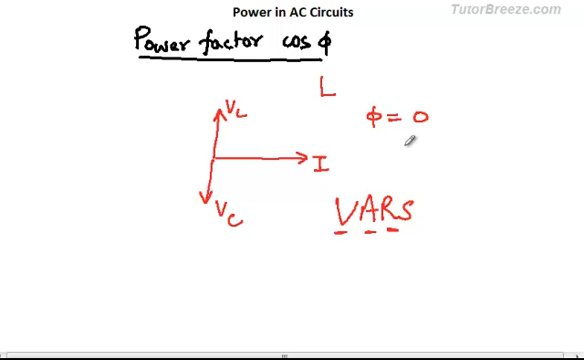 Power in AC Circuits
TutorBreeze.com
Power factor cos ϕ
L
V_L
ϕ = 0
I
V_C
VARS